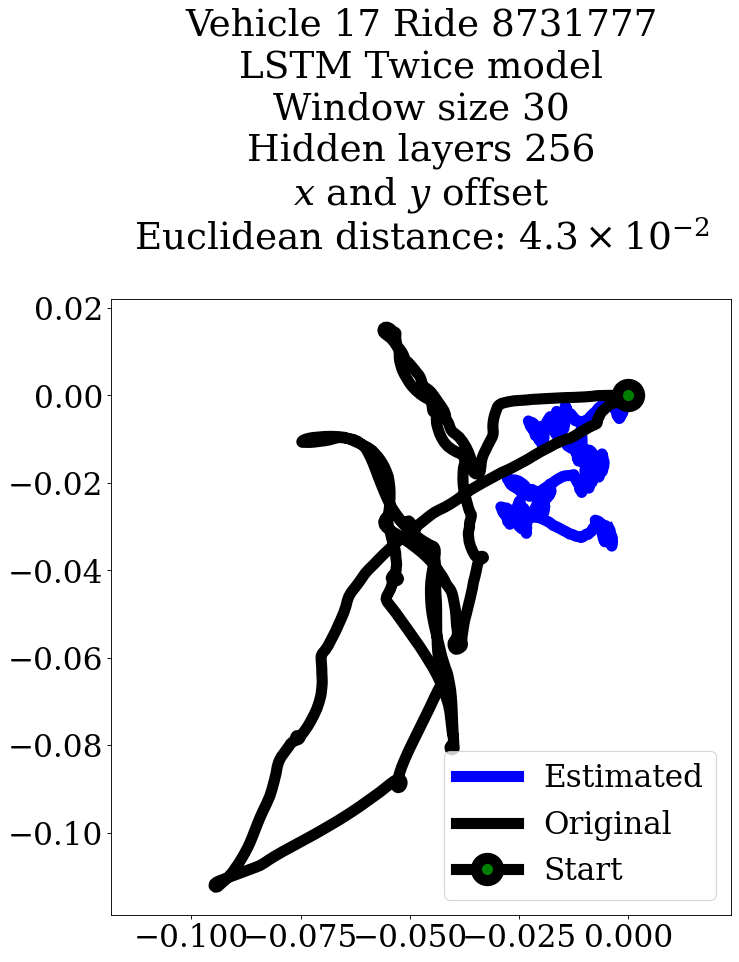 Vehicle 17 Ride 8731777
LSTM Twice model
Window size 30
Hidden layers 256
x and y offset
Euclidean distance: 4.3 × 10⁻²
0.02
0.00
−0.02
−0.04
−0.06
−0.08
−0.10
Estimated
Original
Start
−0.100 −0.075 −0.050 −0.025 0.000